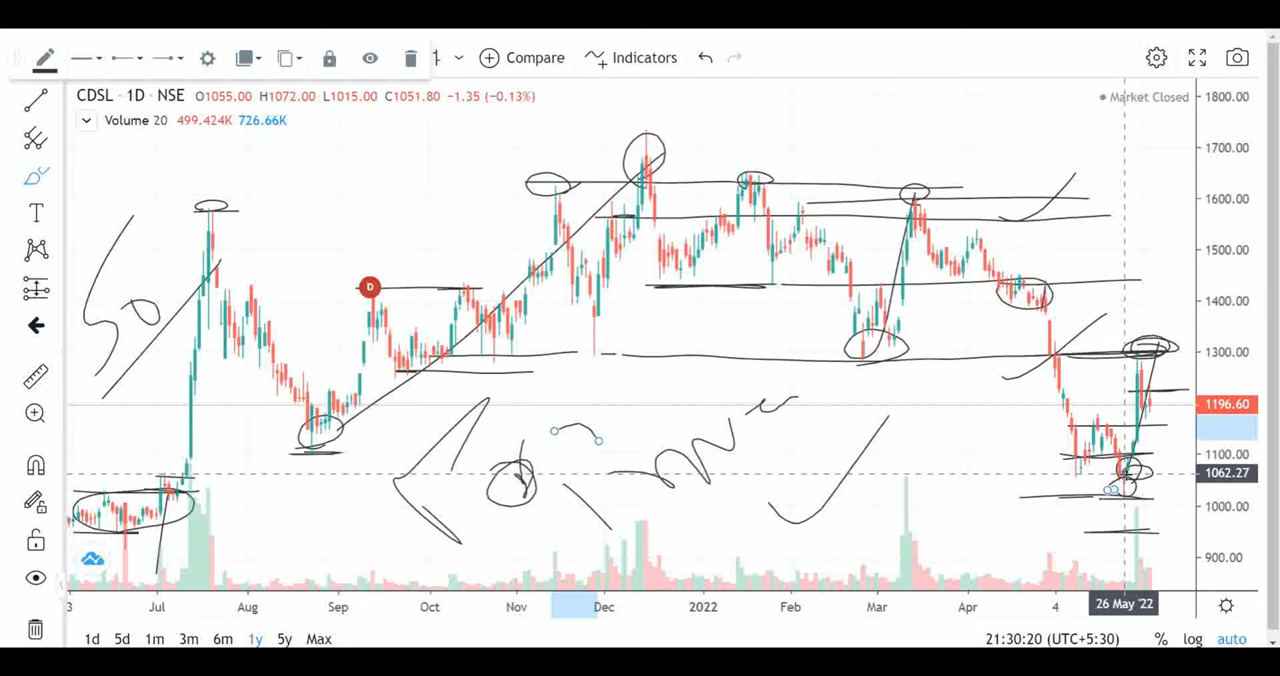 Compare Indicators
CDSL · 1D · NSE O1055.00 H1072.00 L1015.00 C1051.80 −1.35 (−0.13%)
Market Closed
Volume 20 499.424K 726.66K
1800.00
1700.00
1600.00
1500.00
1400.00
1300.00
1196.60
1100.00
1062.27
1000.00
900.00
D
50
3 Jul Aug Sep Oct Nov Dec 2022 Feb Mar Apr 4 26 May '22
1d 5d 1m 3m 6m 1y 5y Max 21:30:20 (UTC+5:30) % log auto